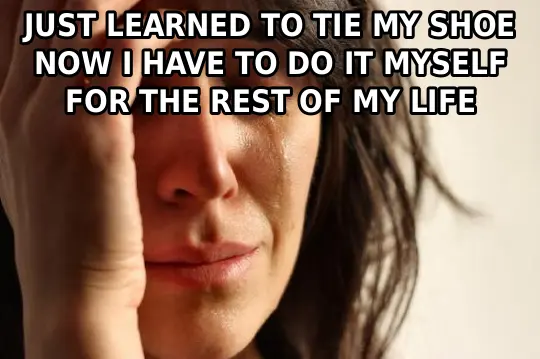 JUST LEARNED TO TIE MY SHOE
NOW I HAVE TO DO IT MYSELF
FOR THE REST OF MY LIFE